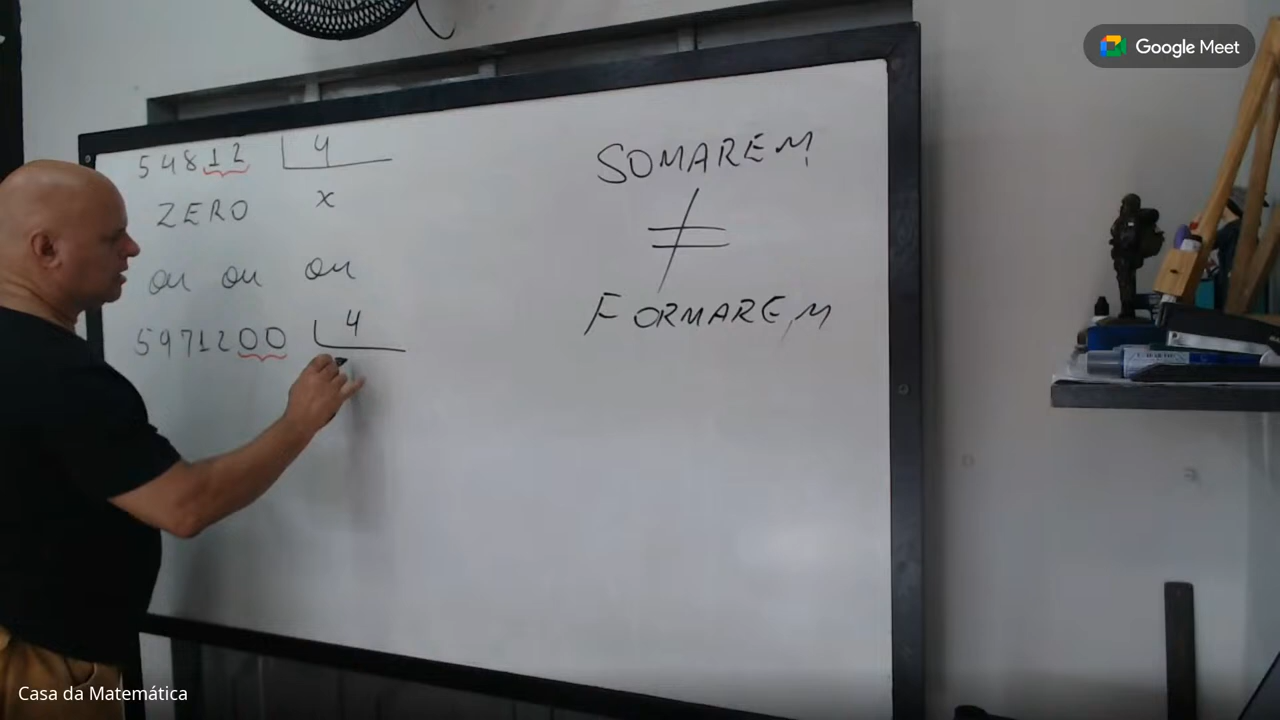 Google Meet
54812 4
ZERO x
ou ou ou
5971200 4
SOMAREM
≠
FORMAREM
Casa da Matemática